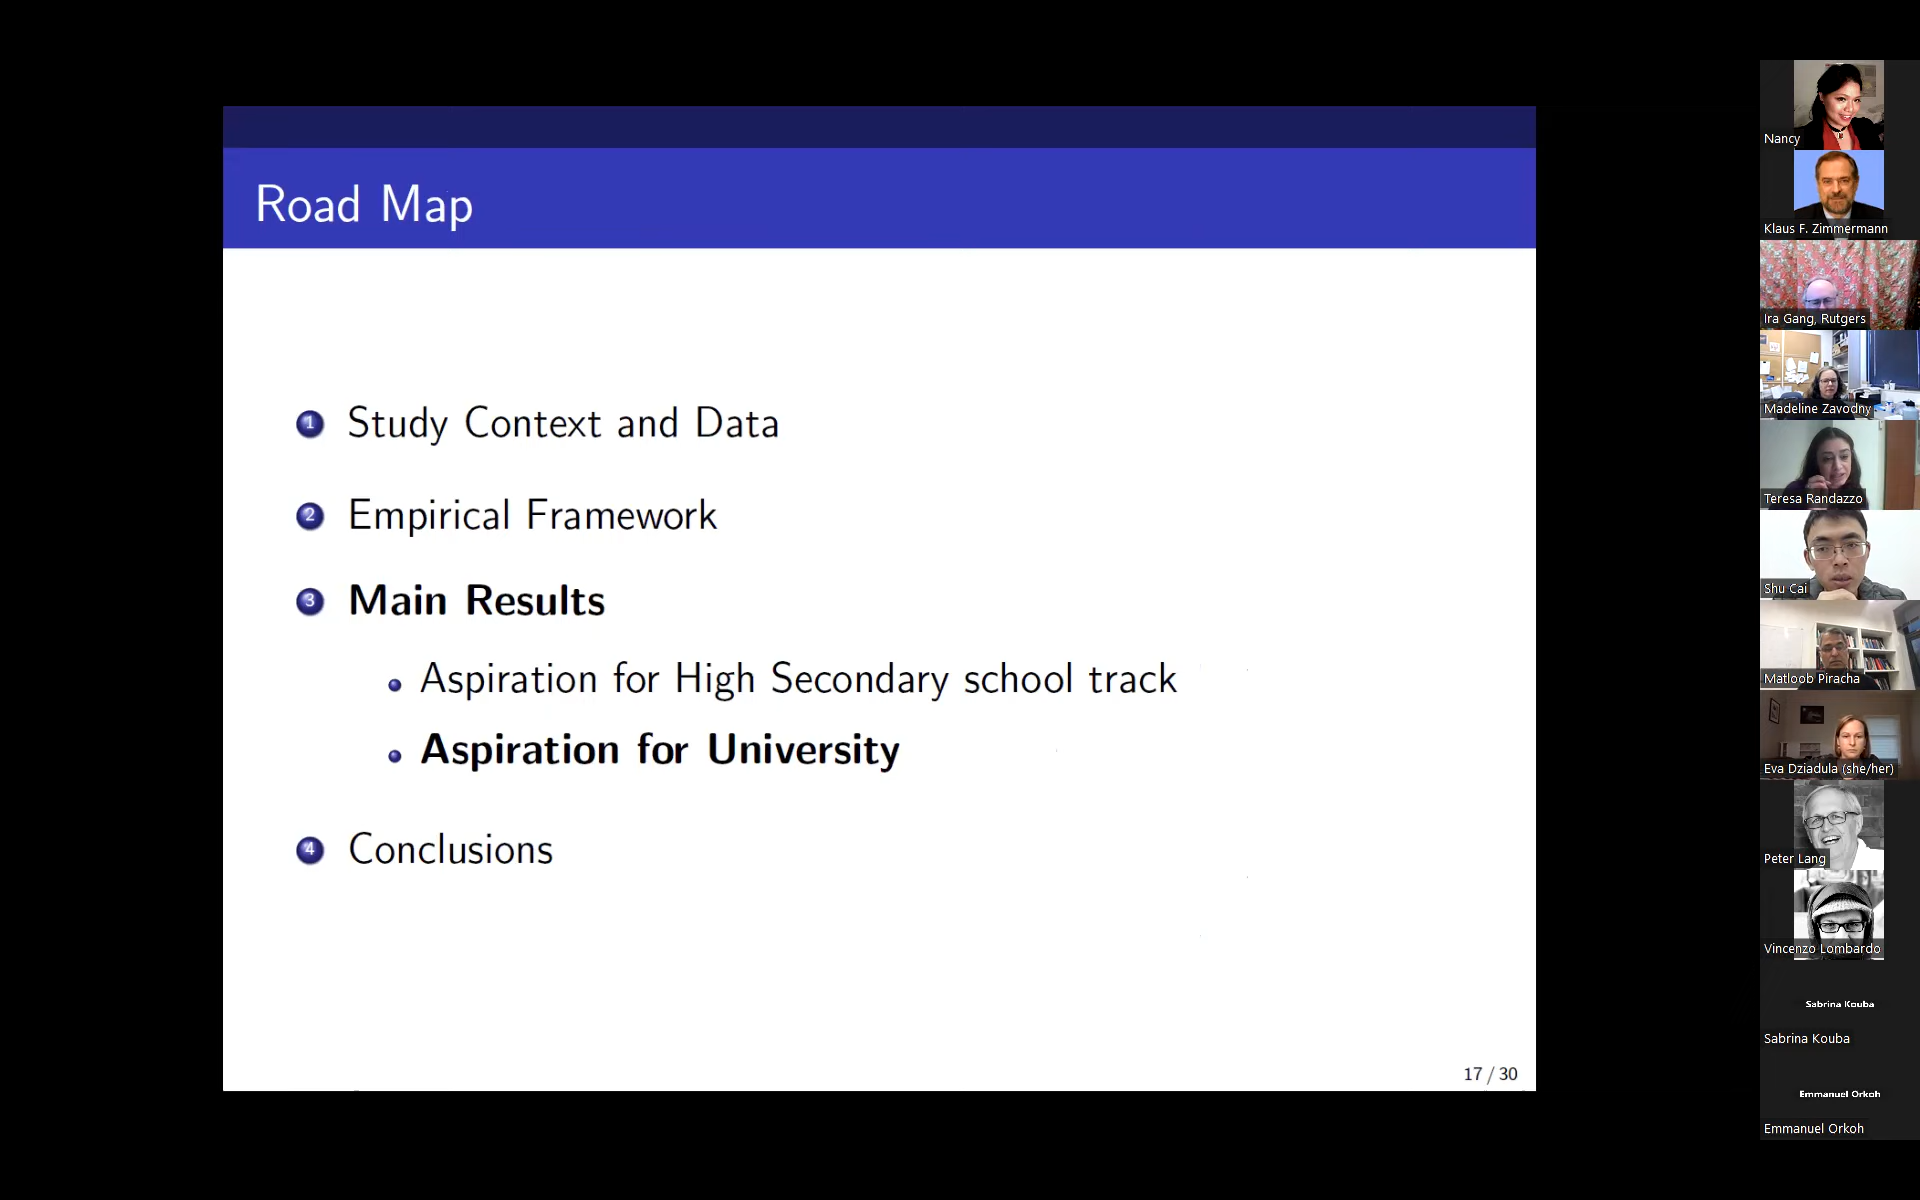 Road Map
1 Study Context and Data
2 Empirical Framework
3 Main Results
Aspiration for High Secondary school track
Aspiration for University
4 Conclusions
17 / 30
Nancy
Klaus F. Zimmermann
Ira Gang, Rutgers
Madeline Zavodny
Teresa Randazzo
Shu Cai
Matloob Piracha
Eva Dziadula (she/her)
Peter Lang
Vincenzo Lombardo
Sabrina Kouba
Sabrina Kouba
Emmanuel Orkoh
Emmanuel Orkoh